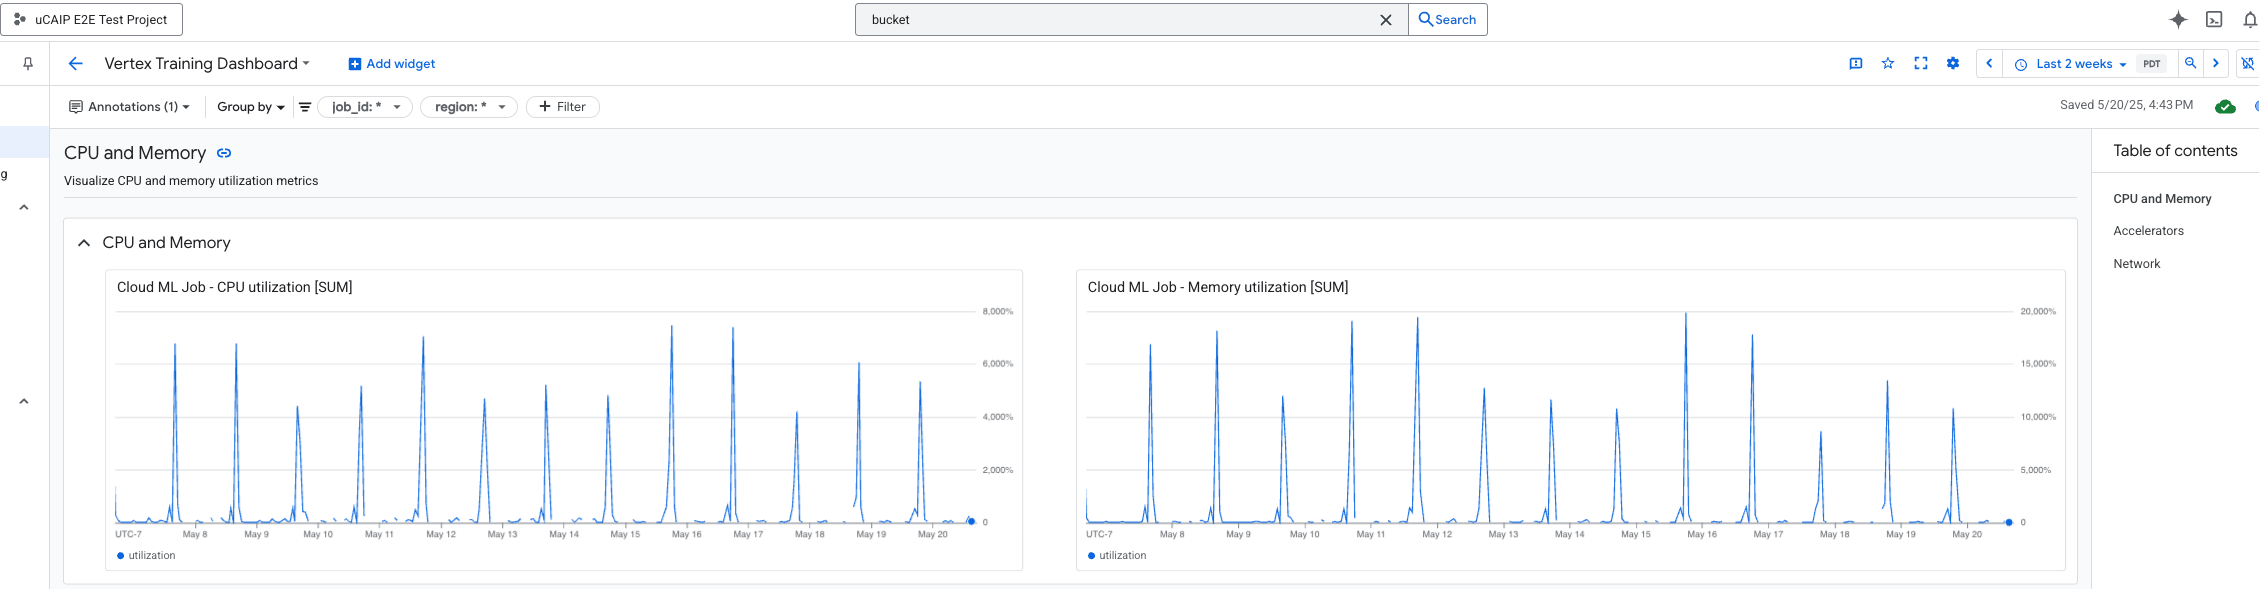 uCAIP E2E Test Project
bucket
Search
Vertex Training Dashboard
Add widget
Last 2 weeks
PDT
Annotations (1)
Group by
job_id: *
region: *
Filter
Saved 5/20/25, 4:43 PM
g
CPU and Memory
Visualize CPU and memory utilization metrics
CPU and Memory
Cloud ML Job - CPU utilization [SUM]
8,000%
6,000%
4,000%
2,000%
0
UTC-7 May 8 May 9 May 10 May 11 May 12 May 13 May 14 May 15 May 16 May 17 May 18 May 19 May 20
utilization
Cloud ML Job - Memory utilization [SUM]
20,000%
15,000%
10,000%
5,000%
0
UTC-7 May 8 May 9 May 10 May 11 May 12 May 13 May 14 May 15 May 16 May 17 May 18 May 19 May 20
utilization
Table of contents
CPU and Memory
Accelerators
Network